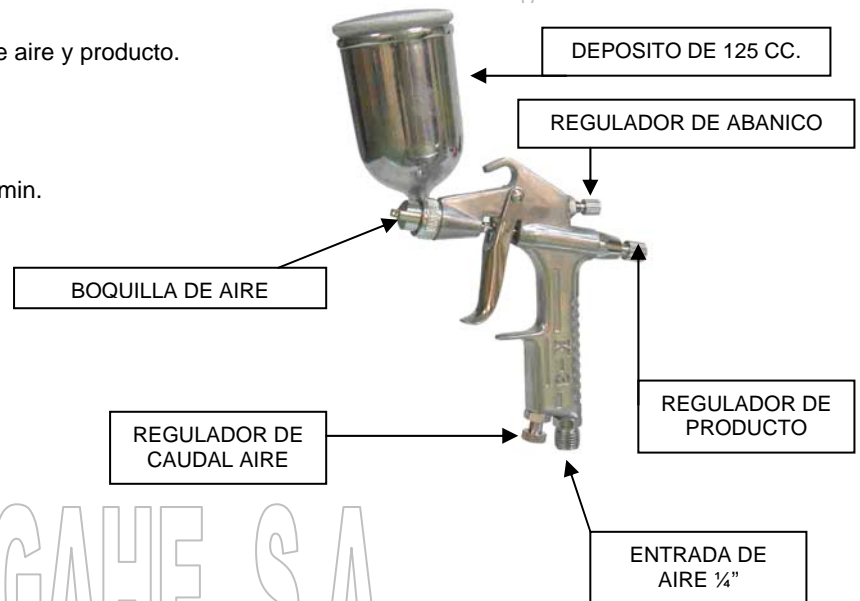 e aire y producto.
DEPOSITO DE 125 CC.
REGULADOR DE ABANICO
min.
BOQUILLA DE AIRE
REGULADOR DE
PRODUCTO
REGULADOR DE
CAUDAL AIRE
ENTRADA DE
AIRE ¼”
GAHE S.A